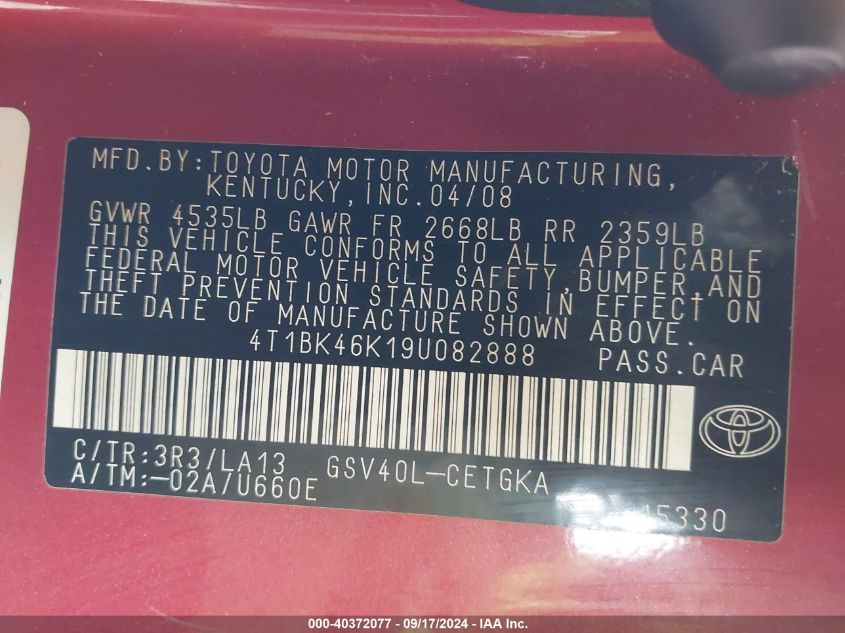 MFD.BY:TOYOTA MOTOR MANUFACTURING,
KENTUCKY,INC.04/08
GVWR 4535LB GAWR FR 2668LB RR 2359LB
THIS VEHICLE CONFORMS TO ALL APPLICABLE
FEDERAL MOTOR VEHICLE SAFETY,BUMPER,AND
THEFT PREVENTION STANDARDS IN EFFECT ON
THE DATE OF MANUFACTURE SHOWN ABOVE.
4T1BK46K19U082888 PASS.CAR
C/TR:3R3/LA13 GSV40L-CETGKA
A/TM:-02A/U660E
000-40372077 - 09/17/2024 - IAA Inc.